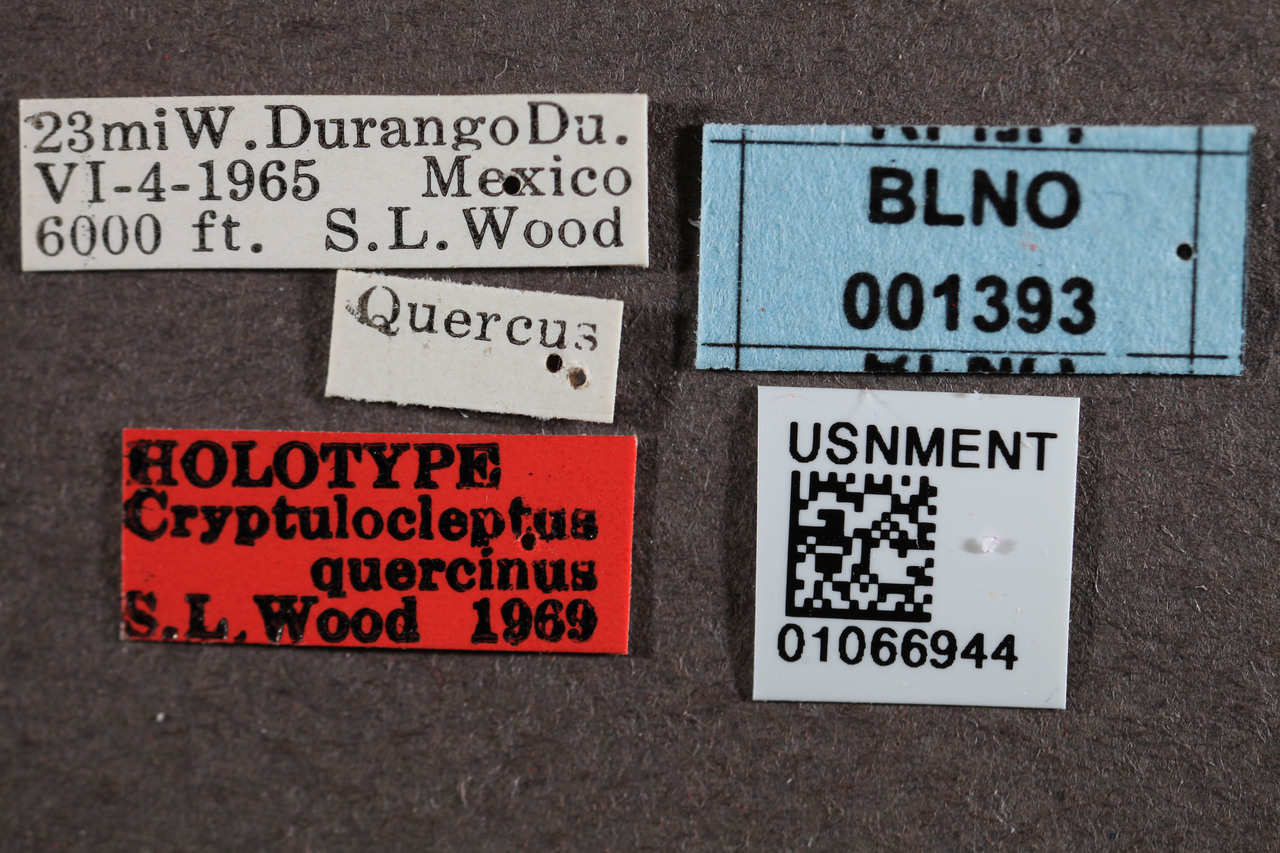 23miW.DurangoDu.
VI-4-1965 Mexico
6000 ft. S.L.Wood
Quercus
HOLOTYPE
Cryptulocleptus
quercinus
S.L.Wood 1969
BLNO
001393
USNMENT
01066944